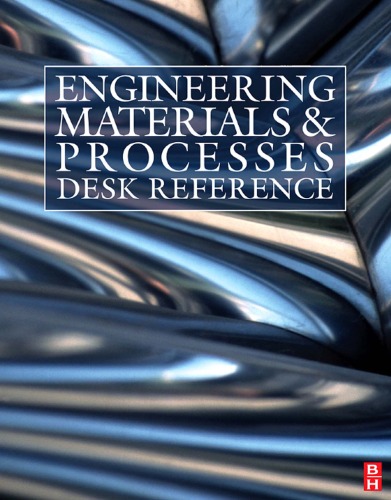 ENGINEERING
MATERIALS &
PROCESSES
DESK REFERENCE
B
H